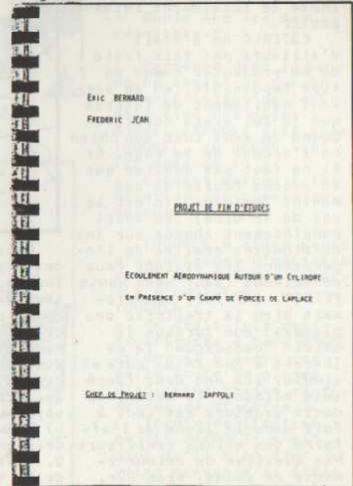 ERIC BERNARD
FREDERIC JEAN
PROJET DE FIN D'ETUDES
ECOULEMENT AERODYNAMIQUE AUTOUR D'UN CYLINDRE
EN PRÉSENCE D'UN CHAMP DE FORCES DE LAPLACE
CHEF DE PROJET : BERNARD ZAPPOLI